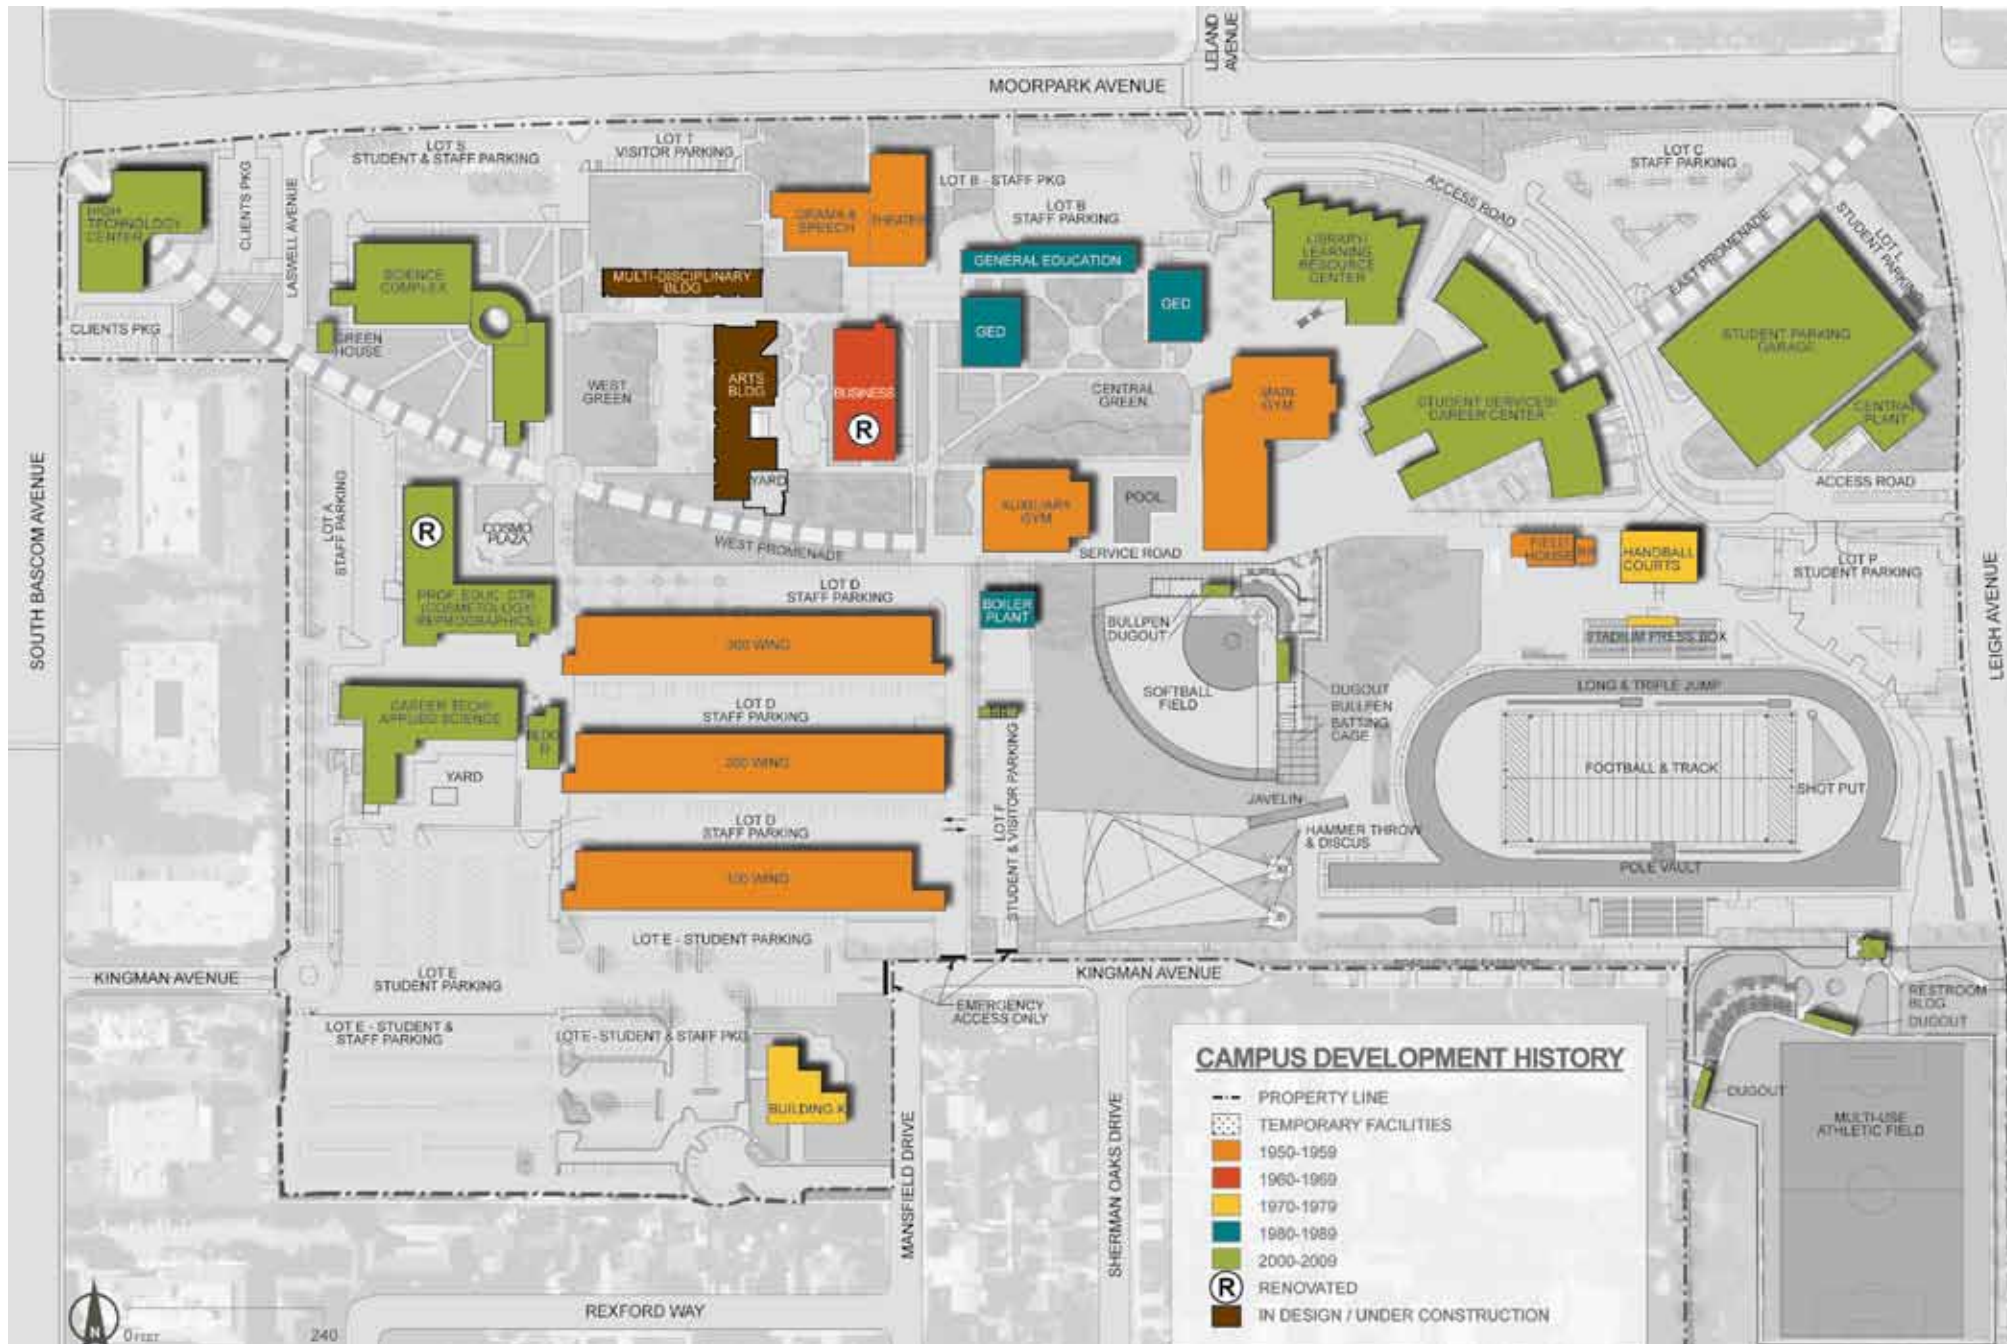 LELAND
AVENUE
MOORPARK AVENUE
LOT S
STUDENT & STAFF PARKING
LOT T
VISITOR PARKING
LOT B - STAFF PKG
LOT B
STAFF PARKING
LOT C
STAFF PARKING
ACCESS ROAD
EAST PROMENADE
LOT L
STUDENT PARKING
HIGH
TECHNOLOGY
CENTER
CLIENTS PKG
LASWELL AVENUE
CLIENTS PKG
SCIENCE
COMPLEX
GREEN
HOUSE
DRAMA &
SPEECH
THEATER
MULTI-DISCIPLINARY
BLDG
GENERAL EDUCATION
GED
GED
LIBRARY/
LEARNING
RESOURCE
CENTER
STUDENT PARKING
GARAGE
CENTRAL
PLANT
ACCESS ROAD
WEST
GREEN
ARTS
BLDG
BUSINESS
R
YARD
CENTRAL
GREEN
MAIN
GYM
STUDENT SERVICES/
CAREER CENTER
SOUTH BASCOM AVENUE
LOT A
STAFF PARKING
R
COSMO
PLAZA
WEST PROMENADE
AUXILIARY
GYM
POOL
SERVICE ROAD
FIELD
HOUSE
HANDBALL
COURTS
LOT P
STUDENT PARKING
LEIGH AVENUE
PROF. EDUC. CTR
(COSMETOLOGY/
REPROGRAPHICS)
LOT D
STAFF PARKING
300 WING
BOILER
PLANT
BULLPEN
DUGOUT
STADIUM PRESS BOX
SOFTBALL
FIELD
DUGOUT
BULLPEN
BATTING
CAGE
LONG & TRIPLE JUMP
CAREER TECH/
APPLIED SCIENCE
YARD
LOT D
STAFF PARKING
200 WING
LOT F
STUDENT & VISITOR PARKING
FOOTBALL & TRACK
SHOT PUT
JAVELIN
HAMMER THROW
& DISCUS
POLE VAULT
LOT D
STAFF PARKING
100 WING
LOT E - STUDENT PARKING
KINGMAN AVENUE
LOT E
STUDENT PARKING
KINGMAN AVENUE
EMERGENCY
ACCESS ONLY
LOT E - STUDENT &
STAFF PARKING
LOT E - STUDENT & STAFF PKG
BUILDING K
MANSFIELD DRIVE
SHERMAN OAKS DRIVE
RESTROOM
BLDG
DUGOUT
DUGOUT
MULTI-USE
ATHLETIC FIELD
CAMPUS DEVELOPMENT HISTORY
PROPERTY LINE
TEMPORARY FACILITIES
1950-1959
1960-1969
1970-1979
1980-1989
2000-2009
R RENOVATED
IN DESIGN / UNDER CONSTRUCTION
REXFORD WAY
N
0 FEET 240